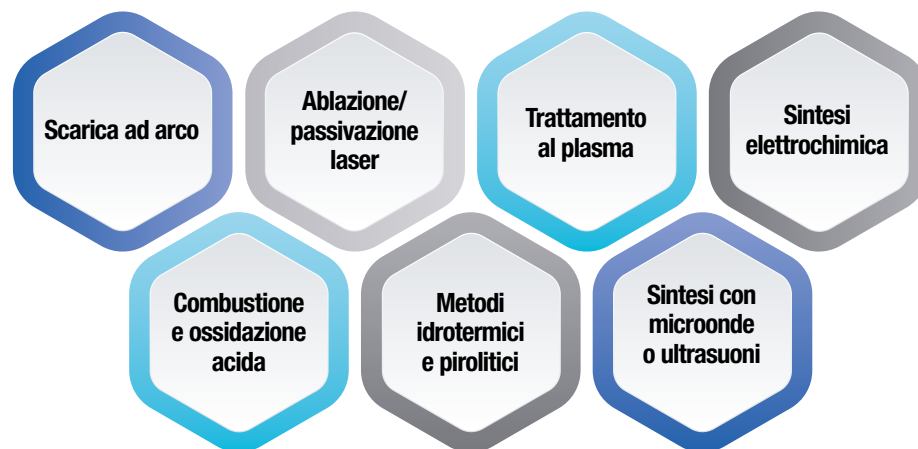 Scarica ad arco
Ablazione/
passivazione
laser
Trattamento
al plasma
Sintesi
elettrochimica
Combustione
e ossidazione
acida
Metodi
idrotermici
e pirolitici
Sintesi con
microonde
o ultrasuoni